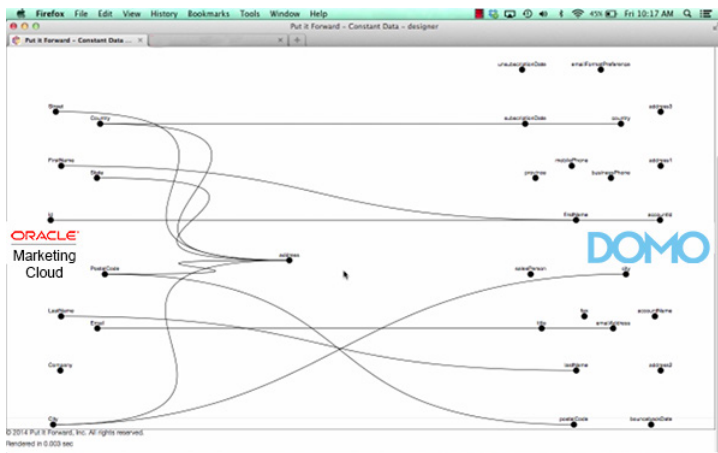 Firefox File Edit View History Bookmarks Tools Window Help 45% Fri 10:17 AM
Put it Forward – Constant Data – designer
Put it Forward – Constant Data ...
unsubscriptionDate emailFormatPreference
Street
Country subscriptionDate country address3
FirstName mobilePhone address1
State province businessPhone
Id firstName accountId
ORACLE
Marketing
Cloud
DOMO
address
PostalCode salesPerson city
LastName fax accountName
Email title emailAddress
Company lastName address2
City postalCode bouncebackDate
© 2014 Put it Forward, Inc. All rights reserved.
Rendered in 0.003 sec